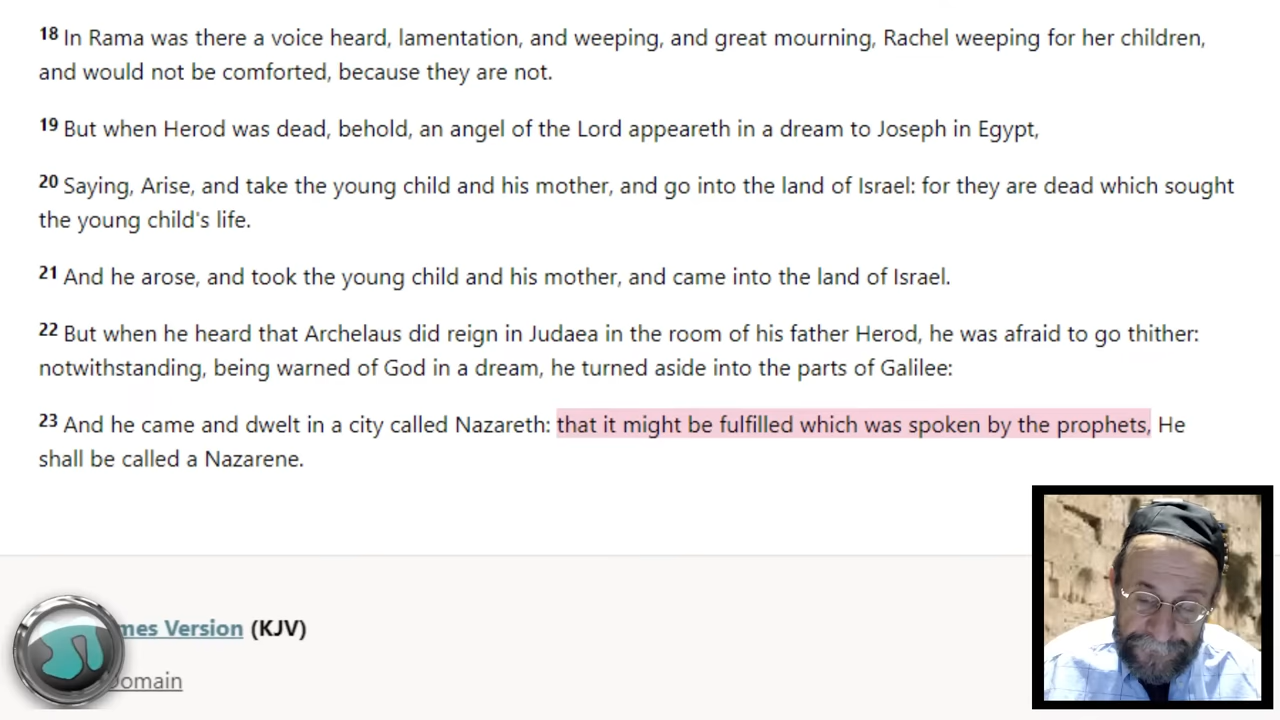 18 In Rama was there a voice heard, lamentation, and weeping, and great mourning, Rachel weeping for her children,
and would not be comforted, because they are not.
19 But when Herod was dead, behold, an angel of the Lord appeareth in a dream to Joseph in Egypt,
20 Saying, Arise, and take the young child and his mother, and go into the land of Israel: for they are dead which sought
the young child's life.
21 And he arose, and took the young child and his mother, and came into the land of Israel.
22 But when he heard that Archelaus did reign in Judaea in the room of his father Herod, he was afraid to go thither:
notwithstanding, being warned of God in a dream, he turned aside into the parts of Galilee:
23 And he came and dwelt in a city called Nazareth: that it might be fulfilled which was spoken by the prophets, He
shall be called a Nazarene.
mes Version (KJV)
Domain